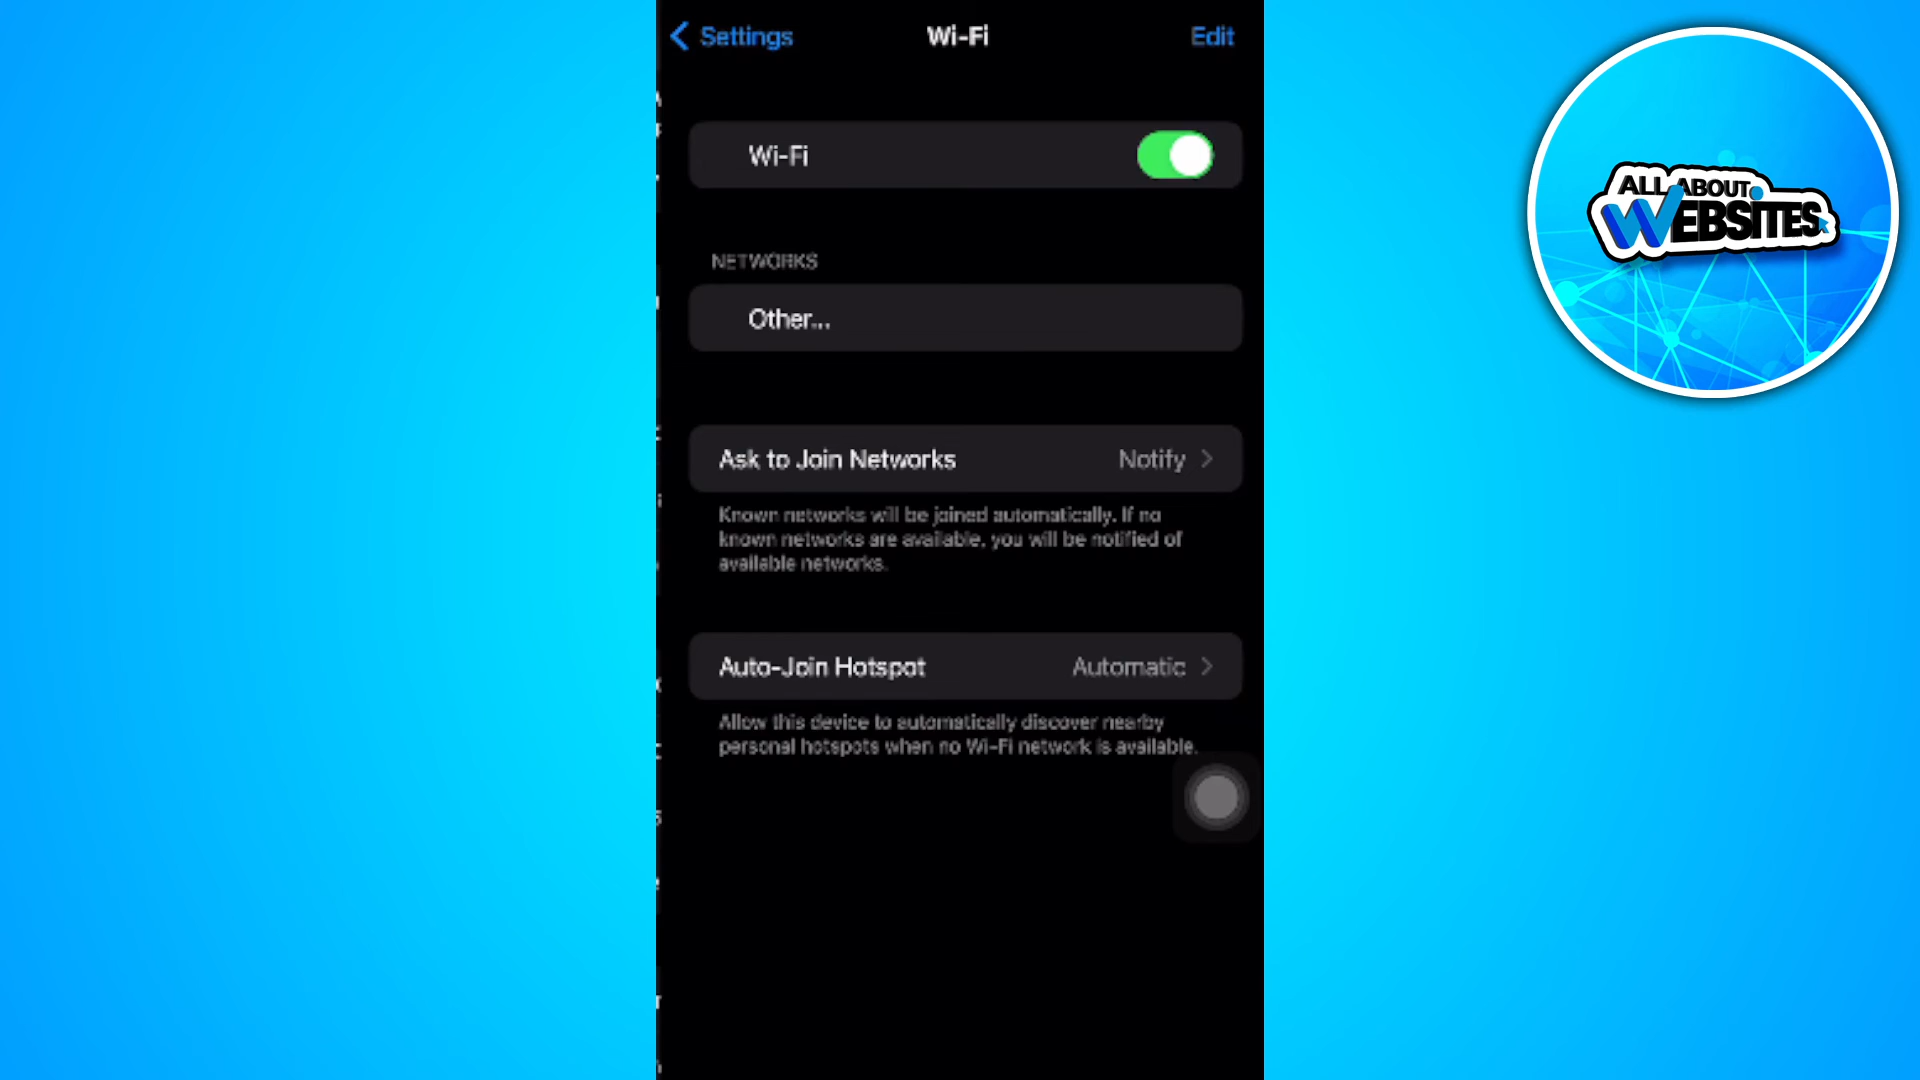 Settings
Wi-Fi
Edit
Wi-Fi
NETWORKS
Other...
Ask to Join Networks
Notify
Known networks will be joined automatically. If no
known networks are available, you will be notified of
available networks.
Auto-Join Hotspot
Automatic
Allow this device to automatically discover nearby
personal hotspots when no Wi-Fi network is available.
ALL ABOUT
WEBSITES